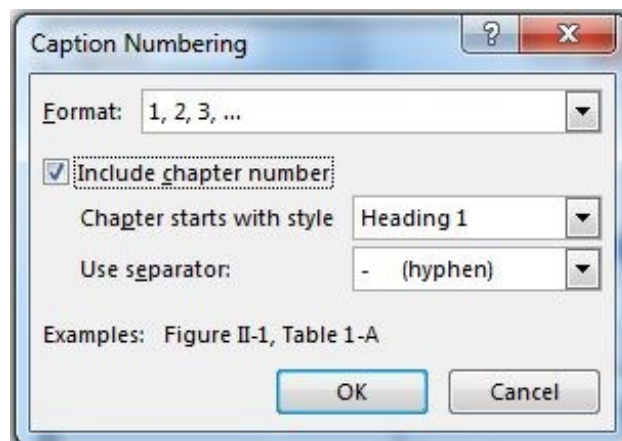 Caption Numbering
?
Format: 1, 2, 3, ...
Include chapter number
Chapter starts with style Heading 1
Use separator: - (hyphen)
Examples: Figure II-1, Table 1-A
OK Cancel